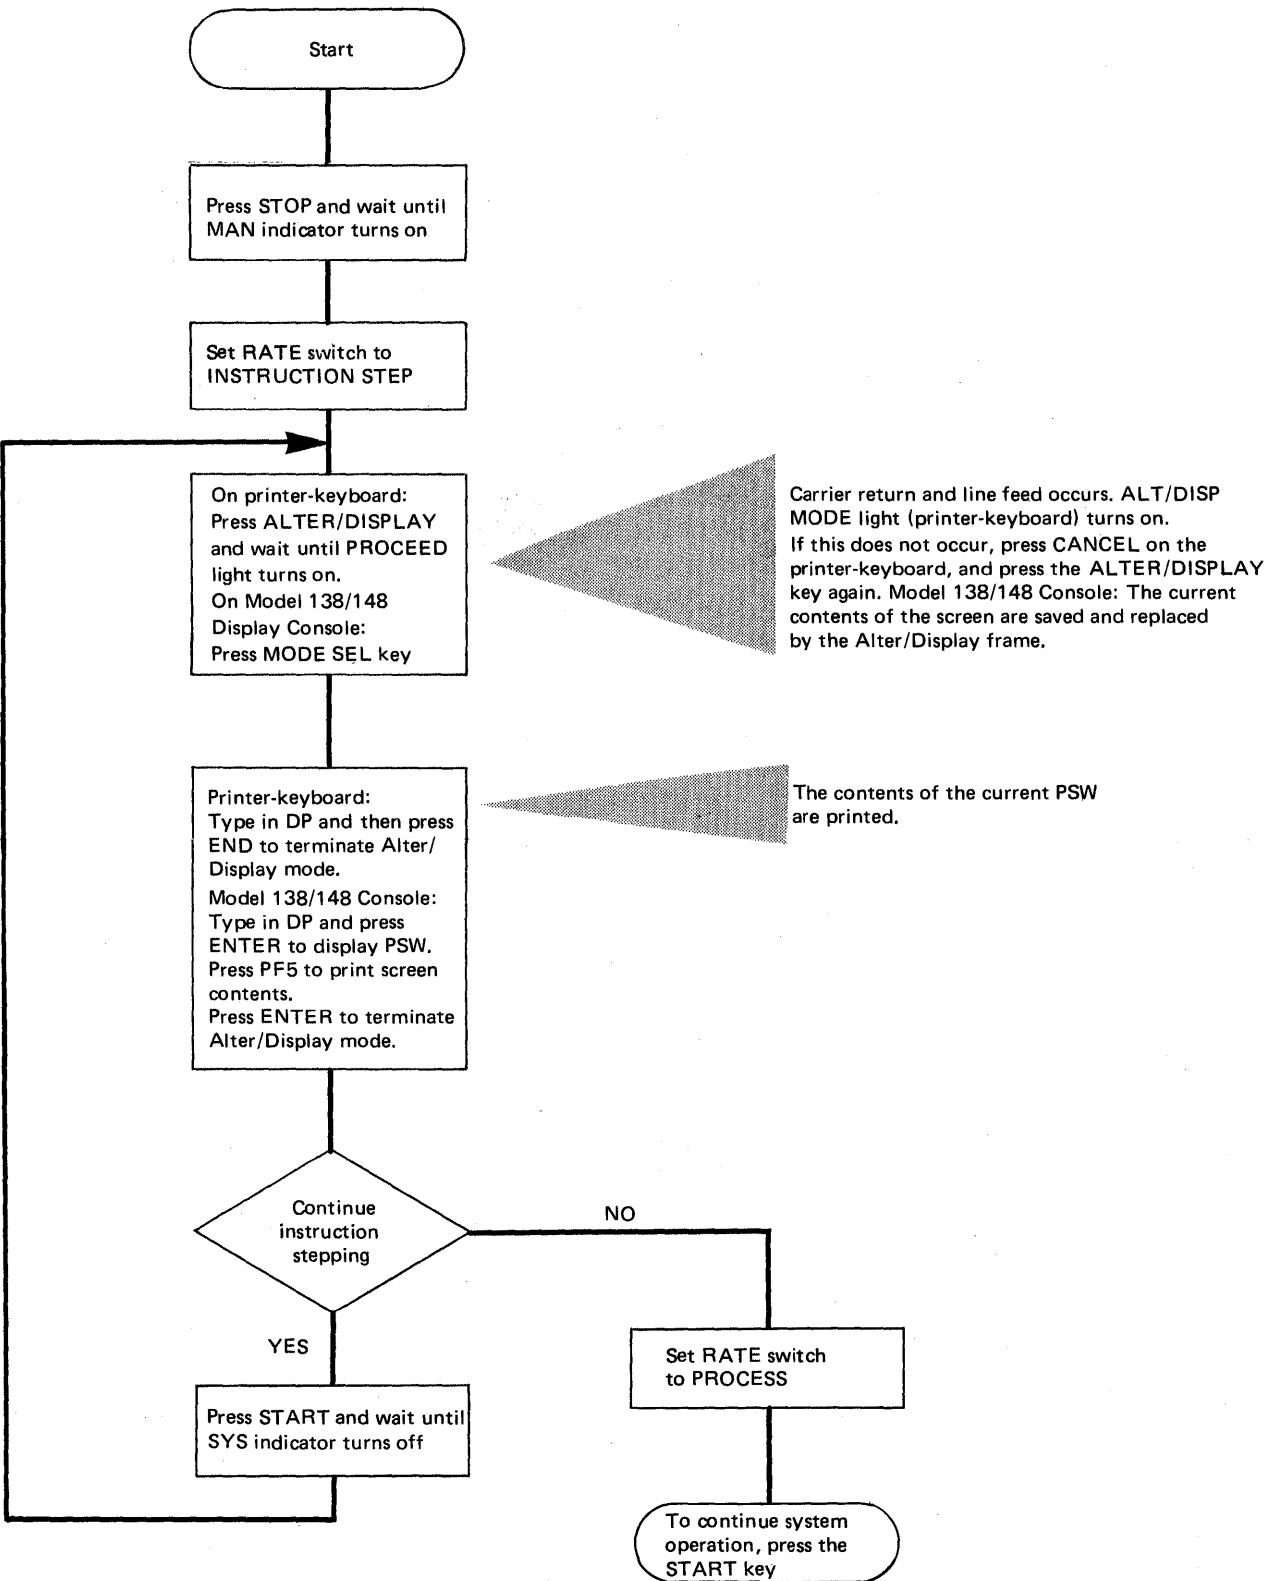 Start
Press STOP and wait until
MAN indicator turns on
Set RATE switch to
INSTRUCTION STEP
On printer-keyboard:
Press ALTER/DISPLAY
and wait until PROCEED
light turns on.
On Model 138/148
Display Console:
Press MODE SEL key
Carrier return and line feed occurs. ALT/DISP
MODE light (printer-keyboard) turns on.
If this does not occur, press CANCEL on the
printer-keyboard, and press the ALTER/DISPLAY
key again. Model 138/148 Console: The current
contents of the screen are saved and replaced
by the Alter/Display frame.
Printer-keyboard:
Type in DP and then press
END to terminate Alter/
Display mode.
Model 138/148 Console:
Type in DP and press
ENTER to display PSW.
Press PF5 to print screen
contents.
Press ENTER to terminate
Alter/Display mode.
The contents of the current PSW
are printed.
Continue
instruction
stepping
NO
YES
Set RATE switch
to PROCESS
Press START and wait until
SYS indicator turns off
To continue system
operation, press the
START key